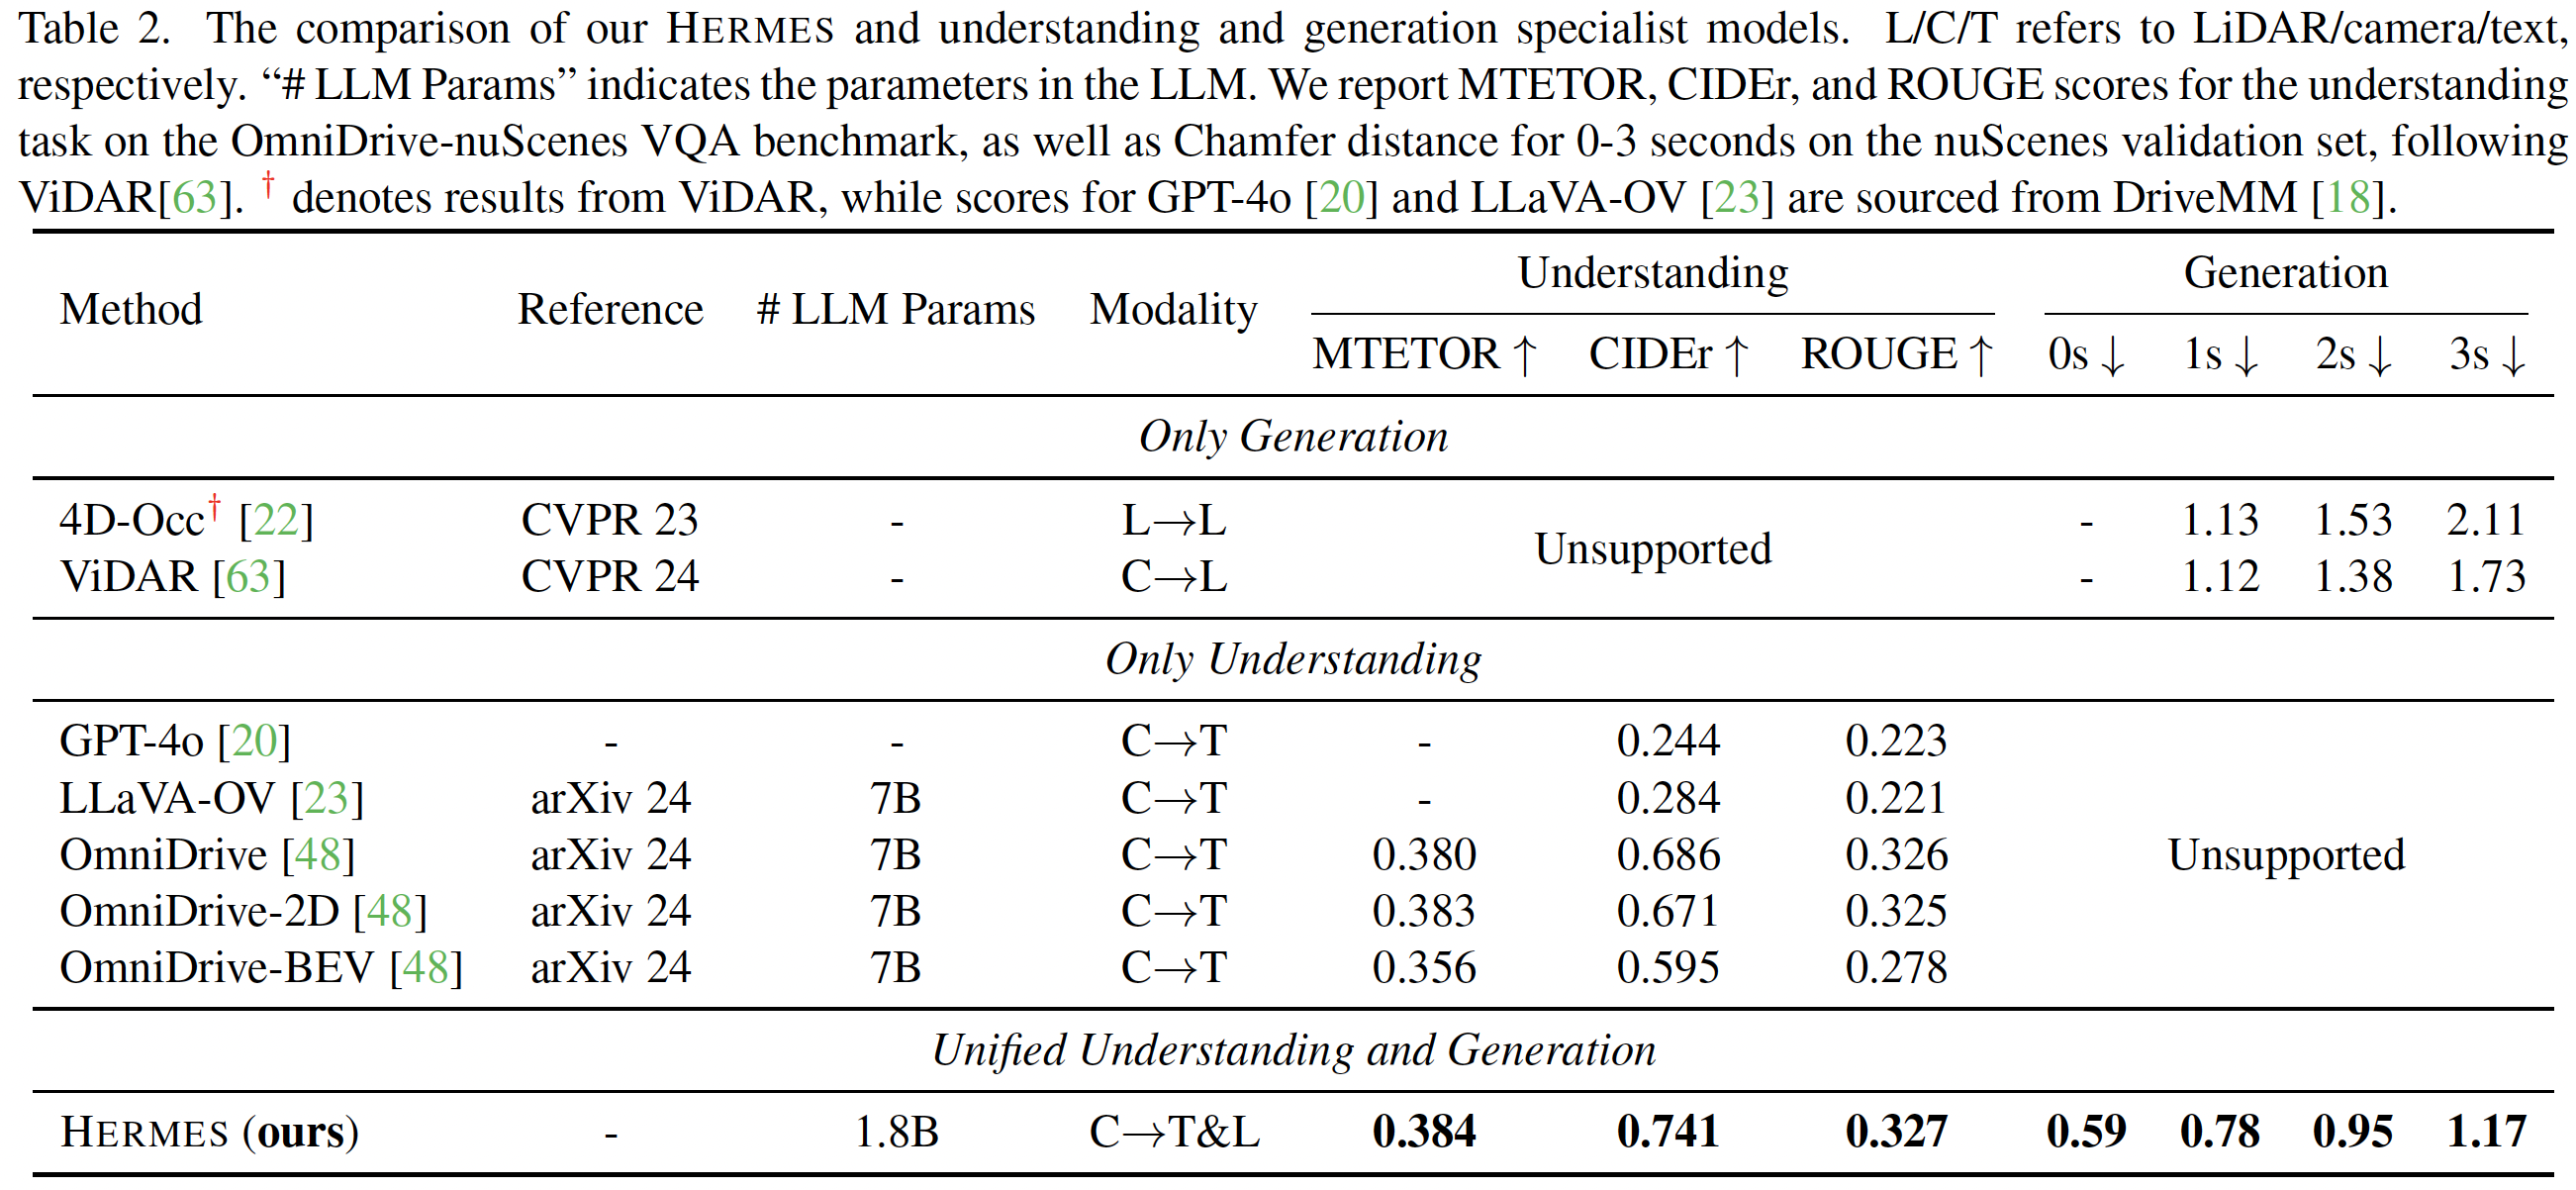 Table 2. The comparison of our HERMES and understanding and generation specialist models. L/C/T refers to LiDAR/camera/text,
respectively. “# LLM Params” indicates the parameters in the LLM. We report MTETOR, CIDEr, and ROUGE scores for the understanding
task on the OmniDrive-nuScenes VQA benchmark, as well as Chamfer distance for 0-3 seconds on the nuScenes validation set, following
ViDAR[63]. † denotes results from ViDAR, while scores for GPT-4o [20] and LLaVA-OV [23] are sourced from DriveMM [18].
Method Reference # LLM Params Modality Understanding Generation
MTETOR ↑ CIDEr ↑ ROUGE ↑ 0s ↓ 1s ↓ 2s ↓ 3s ↓
Only Generation
4D-Occ† [22] CVPR 23 - L→L Unsupported - 1.13 1.53 2.11
ViDAR [63] CVPR 24 - C→L - 1.12 1.38 1.73
Only Understanding
GPT-4o [20] - - C→T - 0.244 0.223
LLaVA-OV [23] arXiv 24 7B C→T - 0.284 0.221
OmniDrive [48] arXiv 24 7B C→T 0.380 0.686 0.326 Unsupported
OmniDrive-2D [48] arXiv 24 7B C→T 0.383 0.671 0.325
OmniDrive-BEV [48] arXiv 24 7B C→T 0.356 0.595 0.278
Unified Understanding and Generation
HERMES (ours) - 1.8B C→T&L 0.384 0.741 0.327 0.59 0.78 0.95 1.17